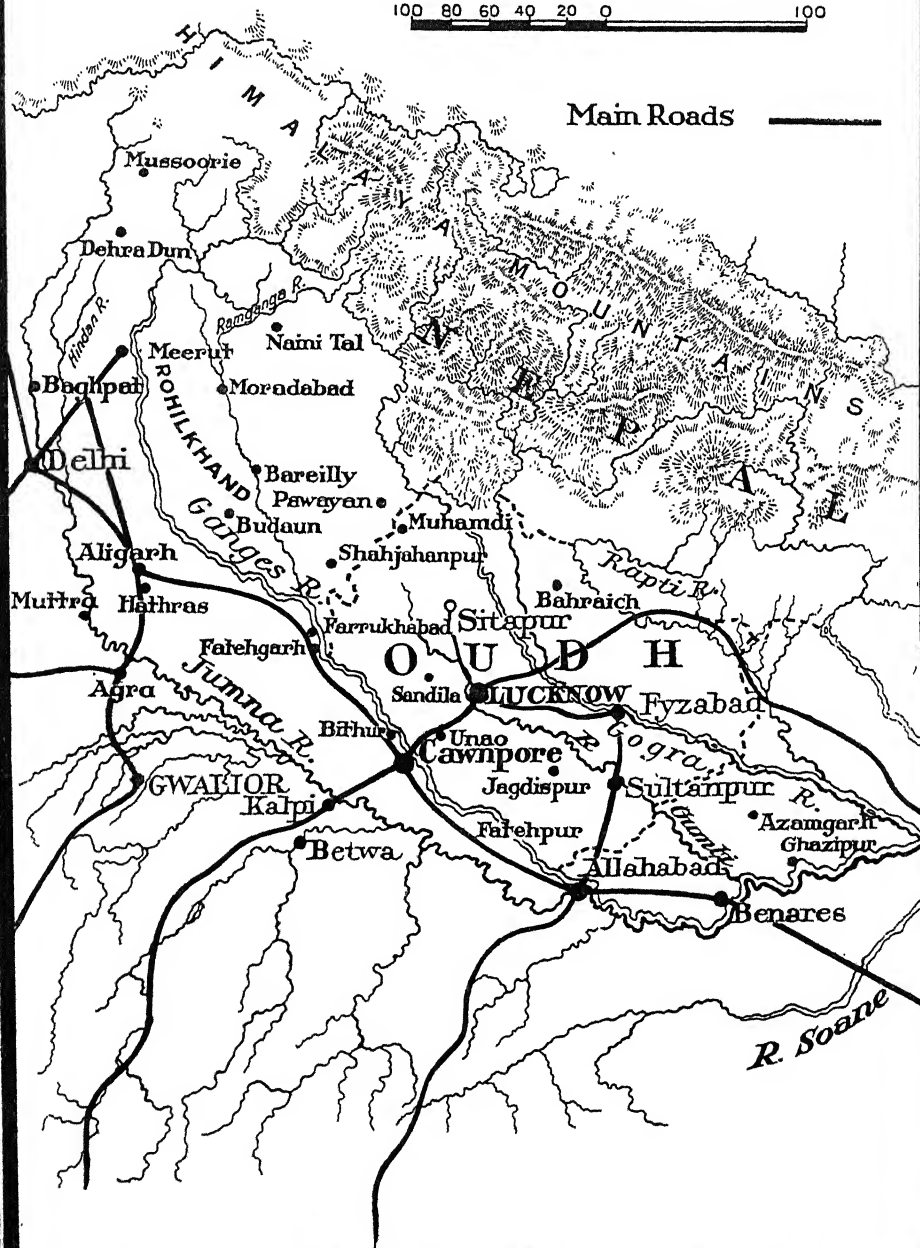 100 80 60 40 20 0 100
HIMALAYA MOUNTAINS
Main Roads
Mussoorie
Dehra Dun
Hindan R.
Ramganga R.
Naini Tal
NEPAL
Meerut
Baghpat
Moradabad
ROHILKHAND
Delhi
Bareilly
Pawayan
Ganges R.
Budaun
Muhamdi
Aligarh
Shahjahanpur
Rapti R.
Muttra
Hathras
Bahraich
Farrukhabad
Sitapur
Fatehgarh
OUDH
Jumna R.
Agra
Sandila
LUCKNOW
Fyzabad
Bithur
Unao
Gogra R.
Cawnpore
GWALIOR
Jagdispur
Sultanpur
Kalpi
Gumti
R.
Azamgarh
Fatehpur
Ghazipur
Betwa
Allahabad
Benares
R. Soane